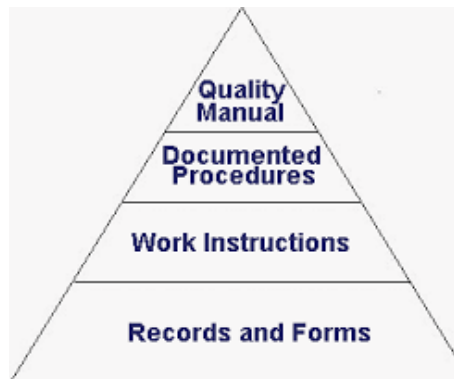 Quality
Manual
Documented
Procedures
Work Instructions
Records and Forms